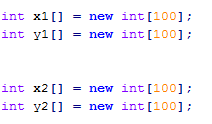 int x1[] = new int[100];
int y1[] = new int[100];
int x2[] = new int[100];
int y2[] = new int[100];